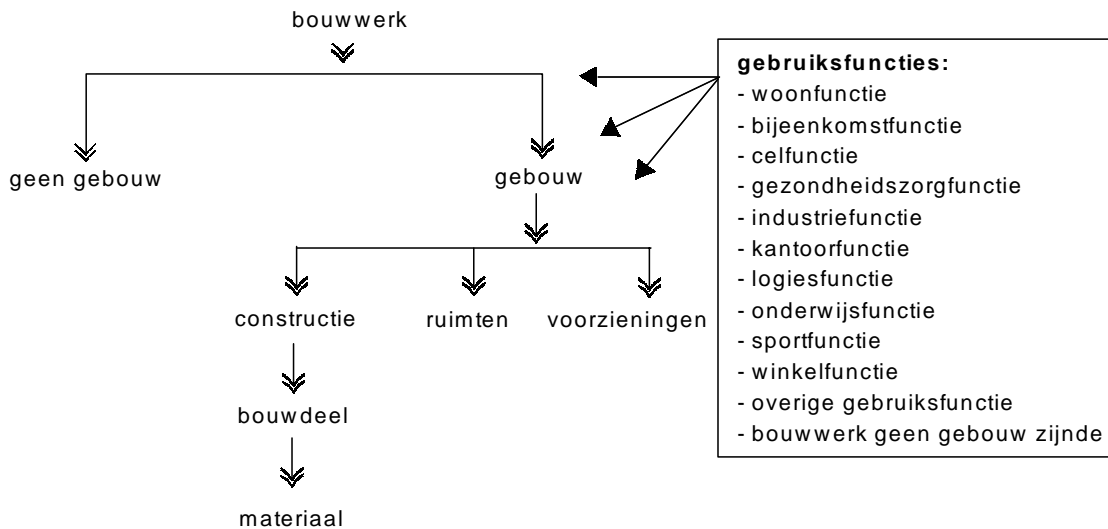 bouwwerk
geen gebouw
gebouw
constructie
ruimten
voorzieningen
bouwdeel
materiaal
gebruiksfuncties:
- woonfunctie
- bijeenkomstfunctie
- celfunctie
- gezondheidszorgfunctie
- industriefunctie
- kantoorfunctie
- logiesfunctie
- onderwijsfunctie
- sportfunctie
- winkelfunctie
- overige gebruiksfunctie
- bouwwerk geen gebouw zijnde